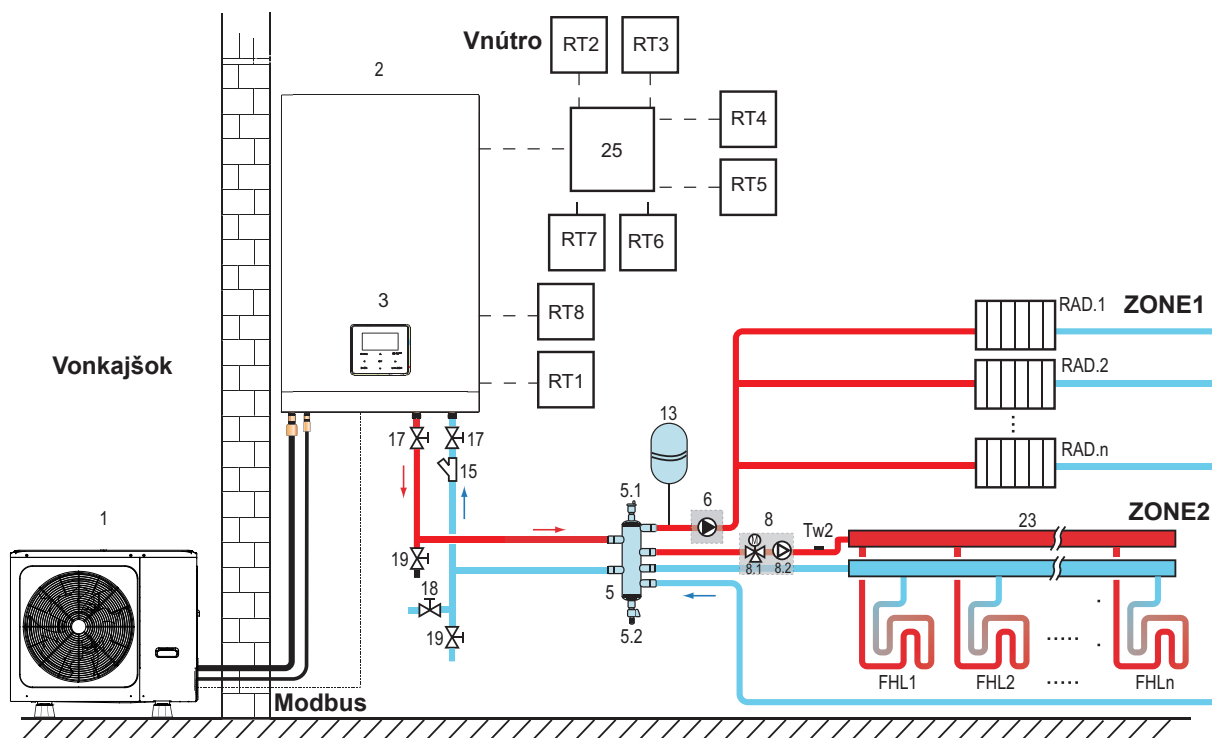 Vnútro
RT2
RT3
2
RT4
25
RT5
RT7
RT6
3
RT8
RT1
Vonkajšok
RAD.1
ZONE1
RAD.2
RAD.n
13
17
17
15
5.1
6
8
Tw2
23
ZONE2
1
M
8.1
8.2
19
18
5
19
5.2
FHL1
FHL2
FHLn
Modbus